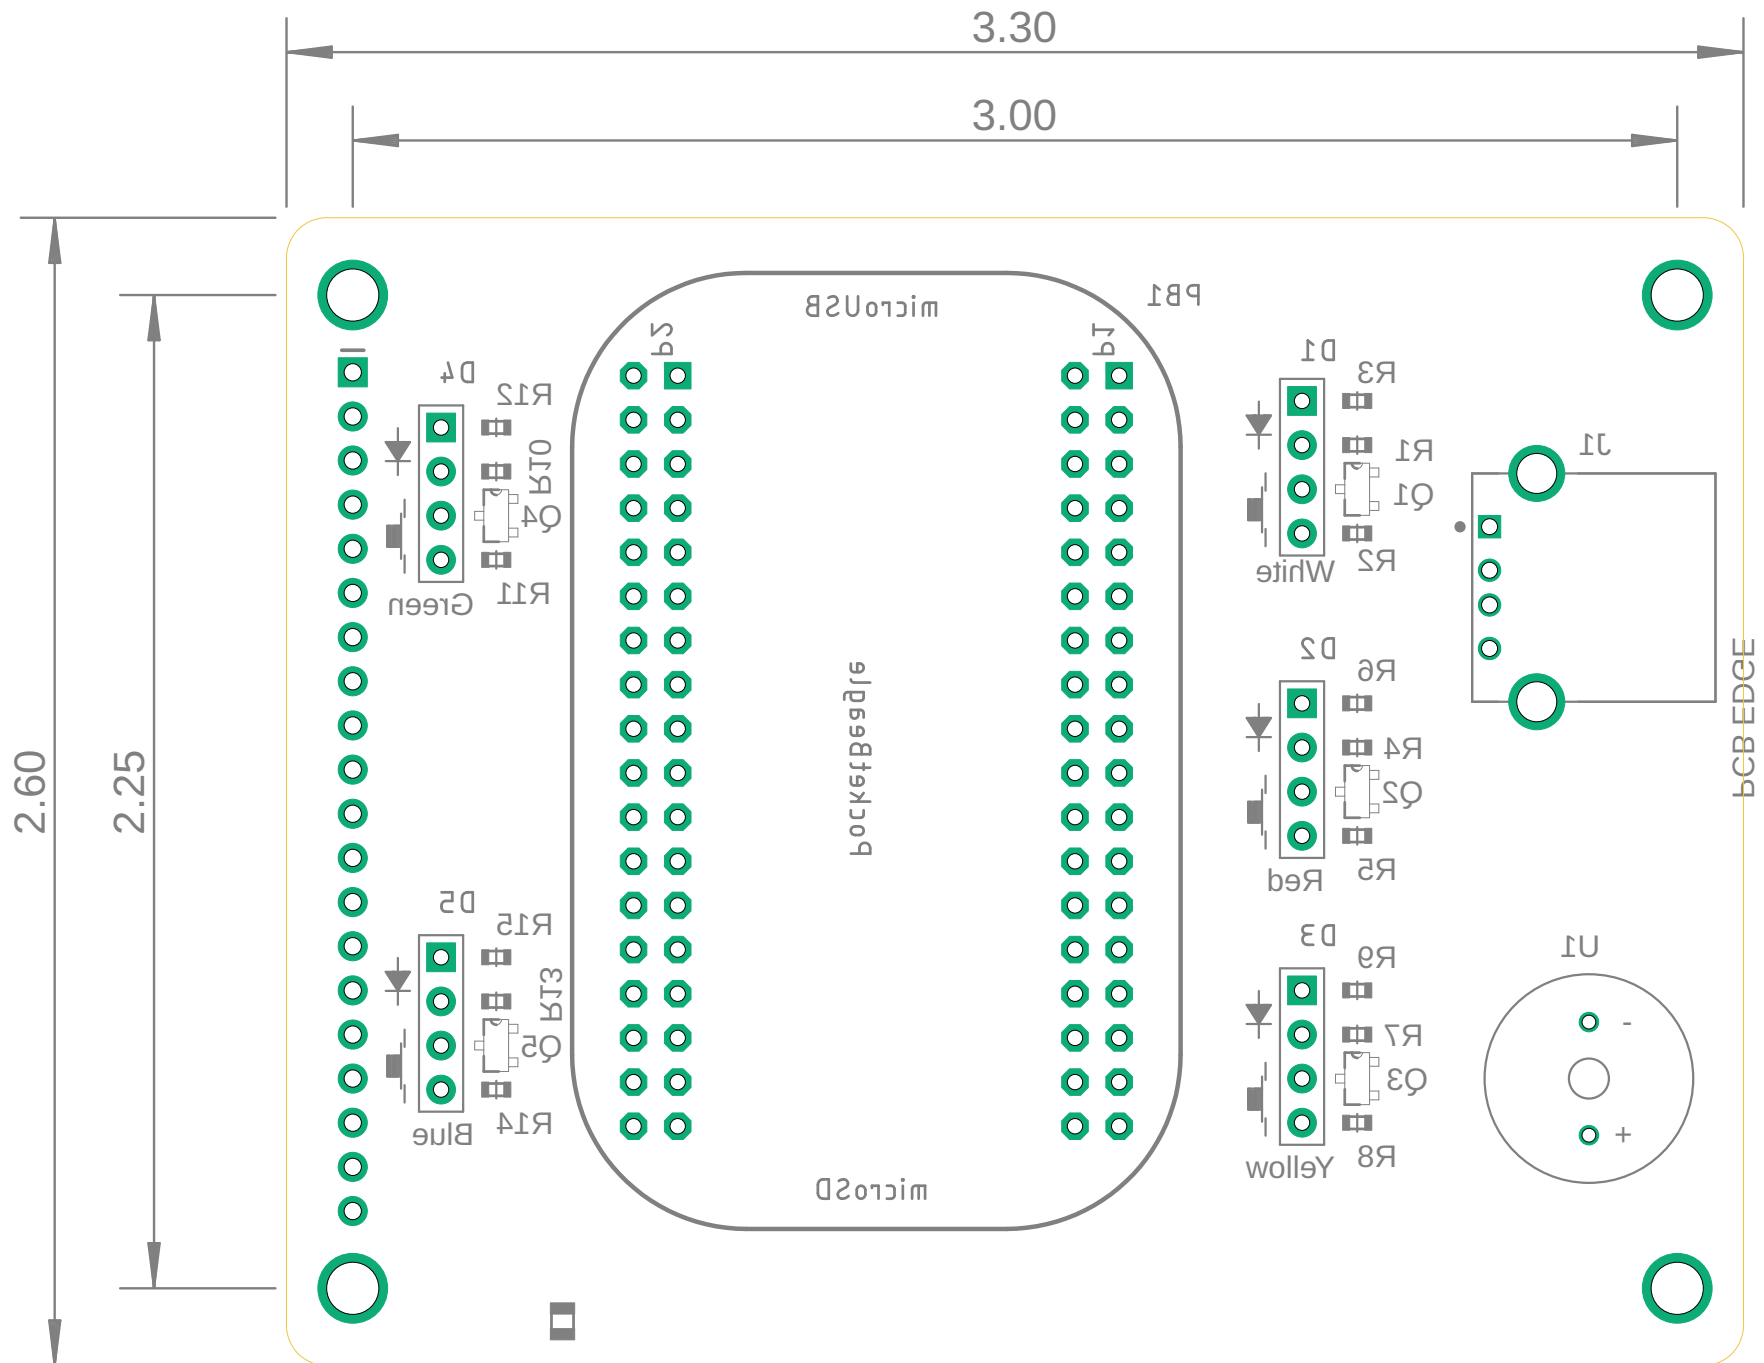 3.30
3.00
2.60
2.25
microUSB
PB1
P2
P1
D1
R3
D4
R12
R10
R1
J1
Q1
Q4
R2
White
R11
Green
D2
R6
PCB EDGE
PocketBeagle
R4
Q2
R5
Red
D5
R15
D3
R9
U1
R13
-
R7
Q5
Q3
R14
Blue
+
R8
Yellow
microSD